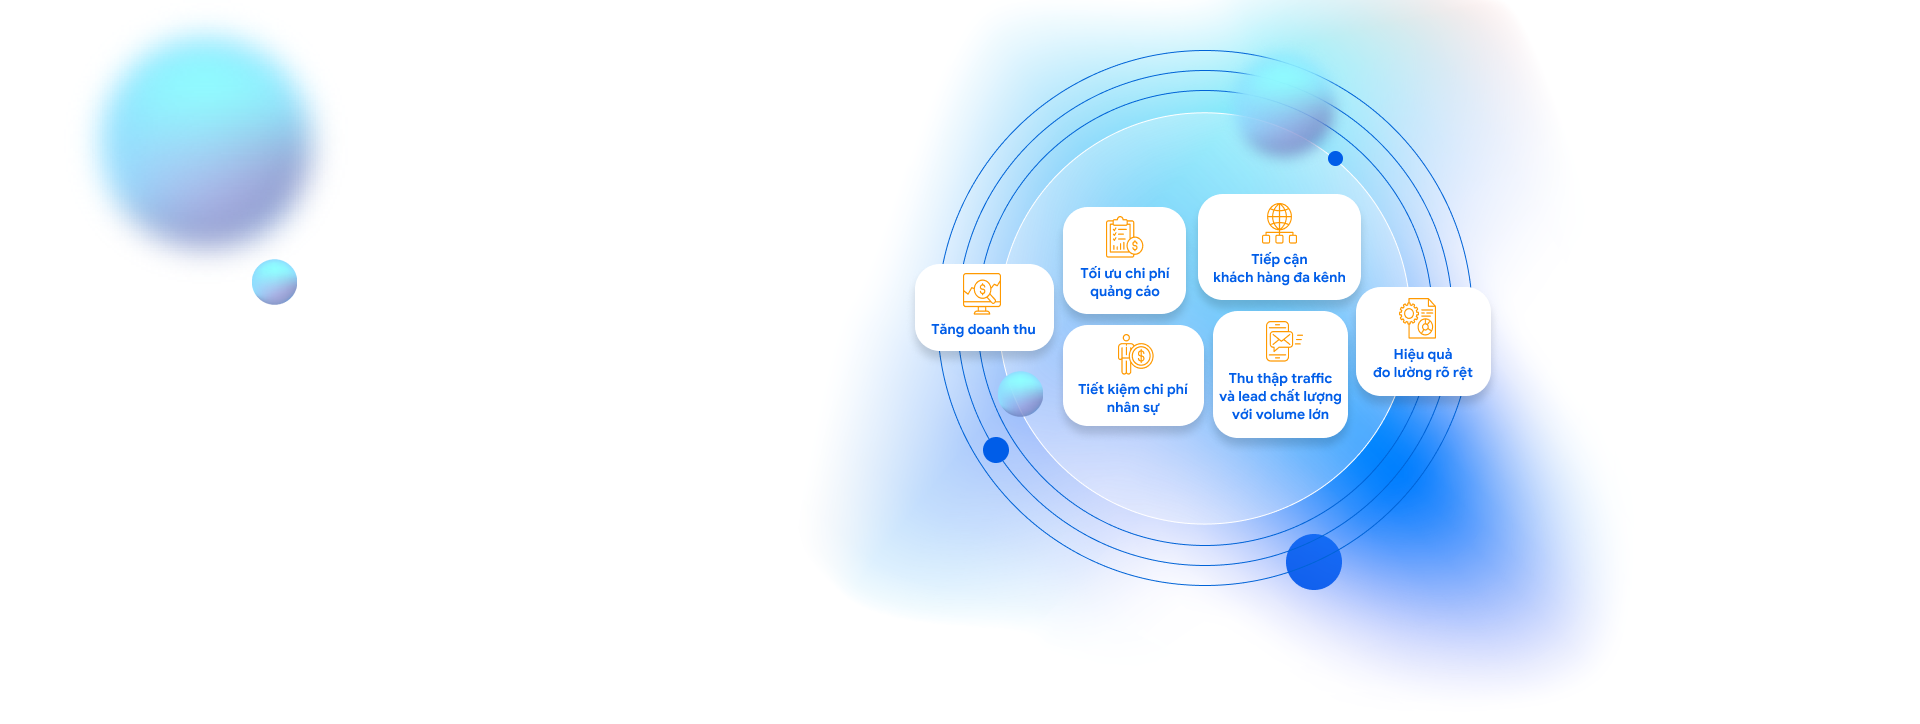 Tăng doanh thu
Tối ưu chi phí
quảng cáo
Tiếp cận
khách hàng đa kênh
Tiết kiệm chi phí
nhân sự
Thu thập traffic
và lead chất lượng
với volume lớn
Hiệu quả
đo lường rõ rệt